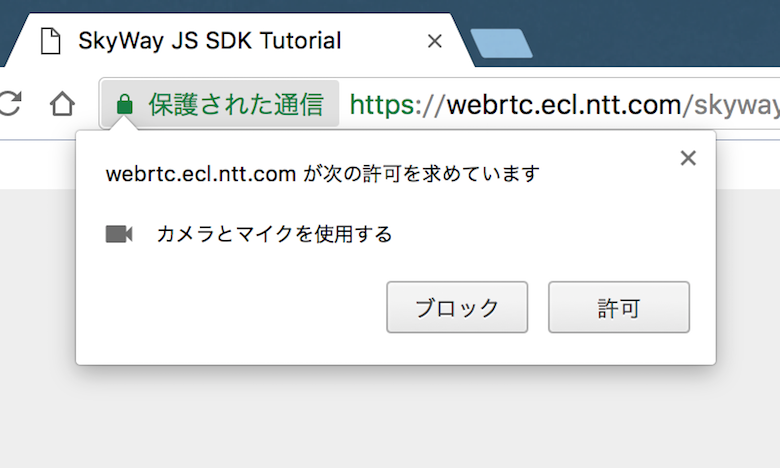 SkyWay JS SDK Tutorial
保護された通信 https://webrtc.ecl.ntt.com/skyway
webrtc.ecl.ntt.com が次の許可を求めています
カメラとマイクを使用する
ブロック 許可